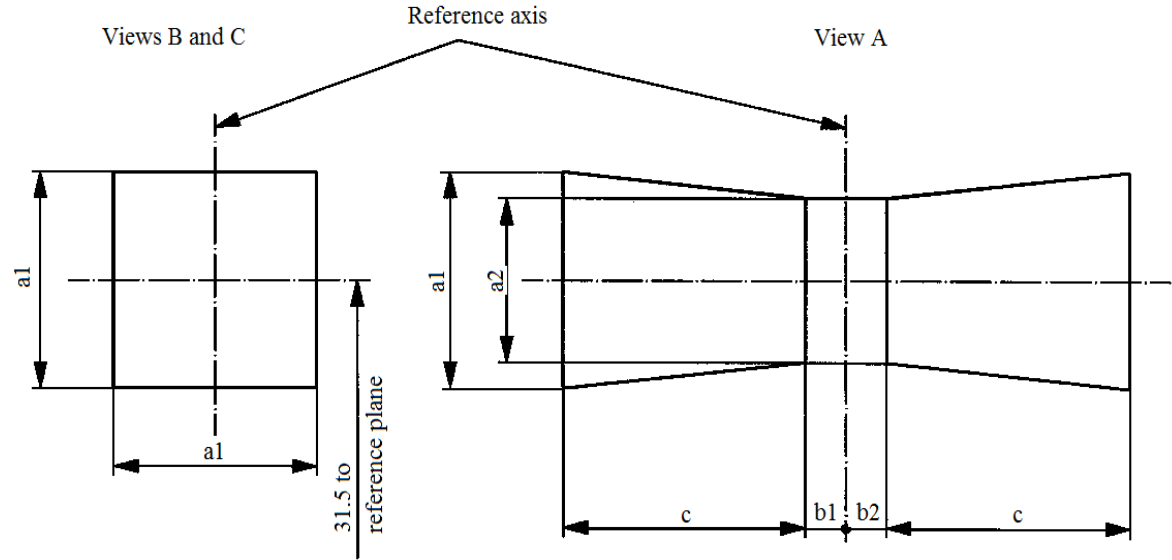 Reference axis
Views B and C
View A
a1
a1
31.5 to
reference plane
a1
a2
c
b1
b2
c